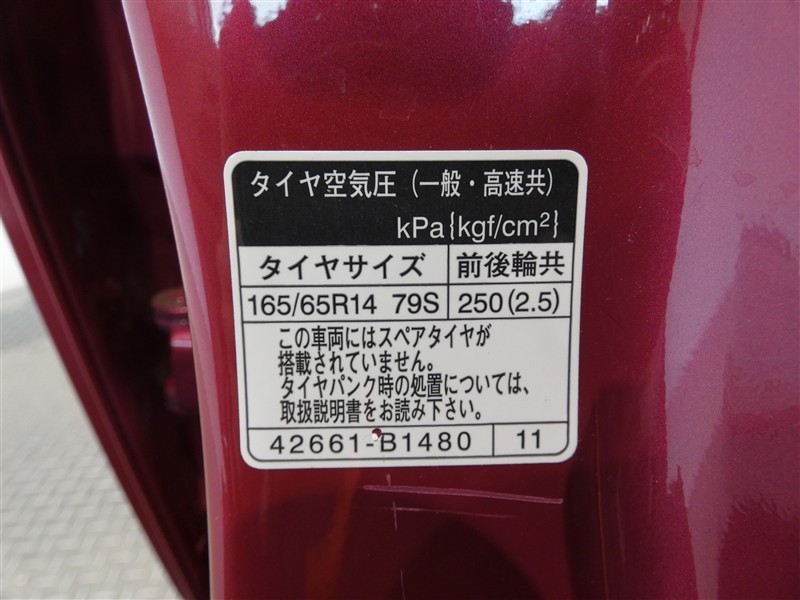 タイヤ空気圧（一般・高速共）
kPa{kgf/cm²}
タイヤサイズ 前後輪共
165/65R14 79S 250(2.5)
この車両にはスペアタイヤが
搭載されていません。
タイヤパンク時の処置については、
取扱説明書をお読み下さい。
42661-B1480 11